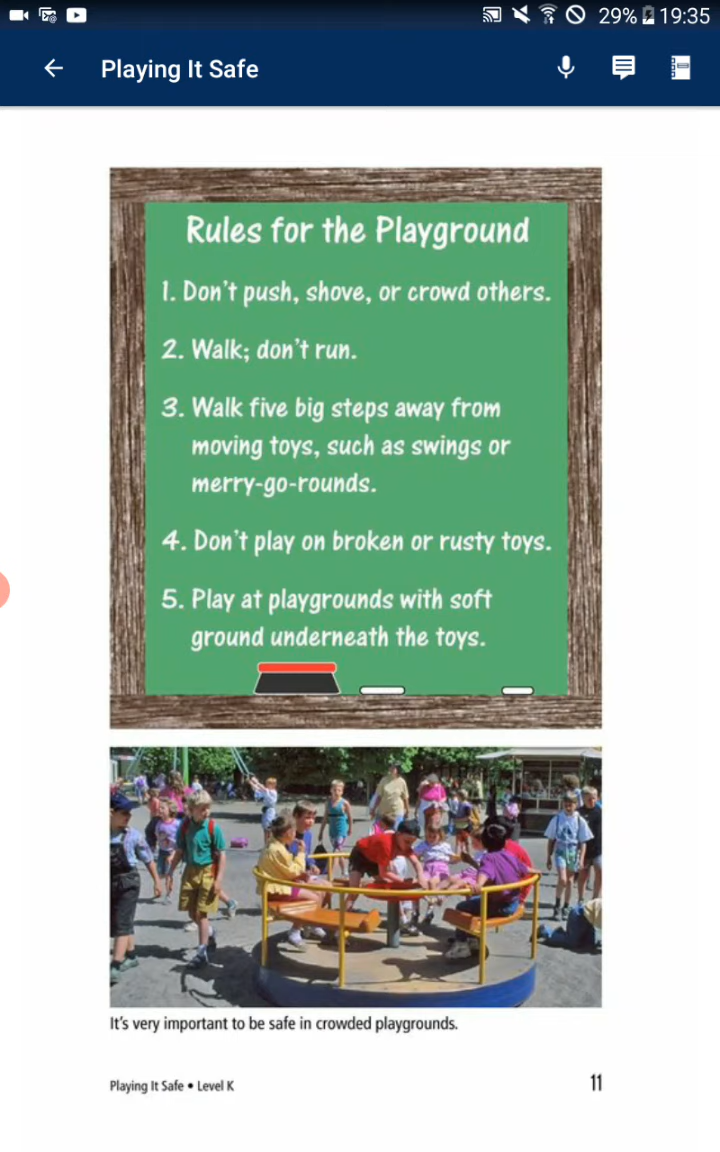 29% 19:35
Playing It Safe
Rules for the Playground
1. Don't push, shove, or crowd others.
2. Walk; don't run.
3. Walk five big steps away from
moving toys, such as swings or
merry-go-rounds.
4. Don't play on broken or rusty toys.
5. Play at playgrounds with soft
ground underneath the toys.
It's very important to be safe in crowded playgrounds.
Playing It Safe • Level K 11